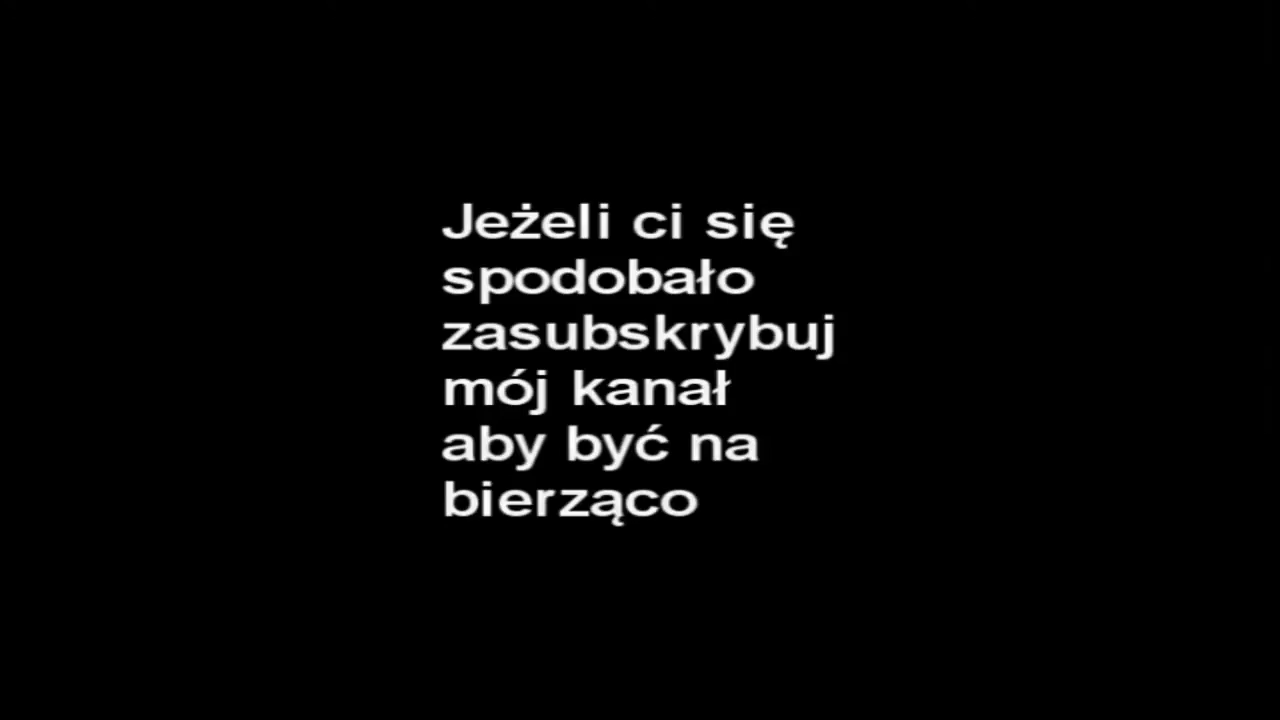 Jeżeli ci się
spodobało
zasubskrybuj
mój kanał
aby być na
bierząco